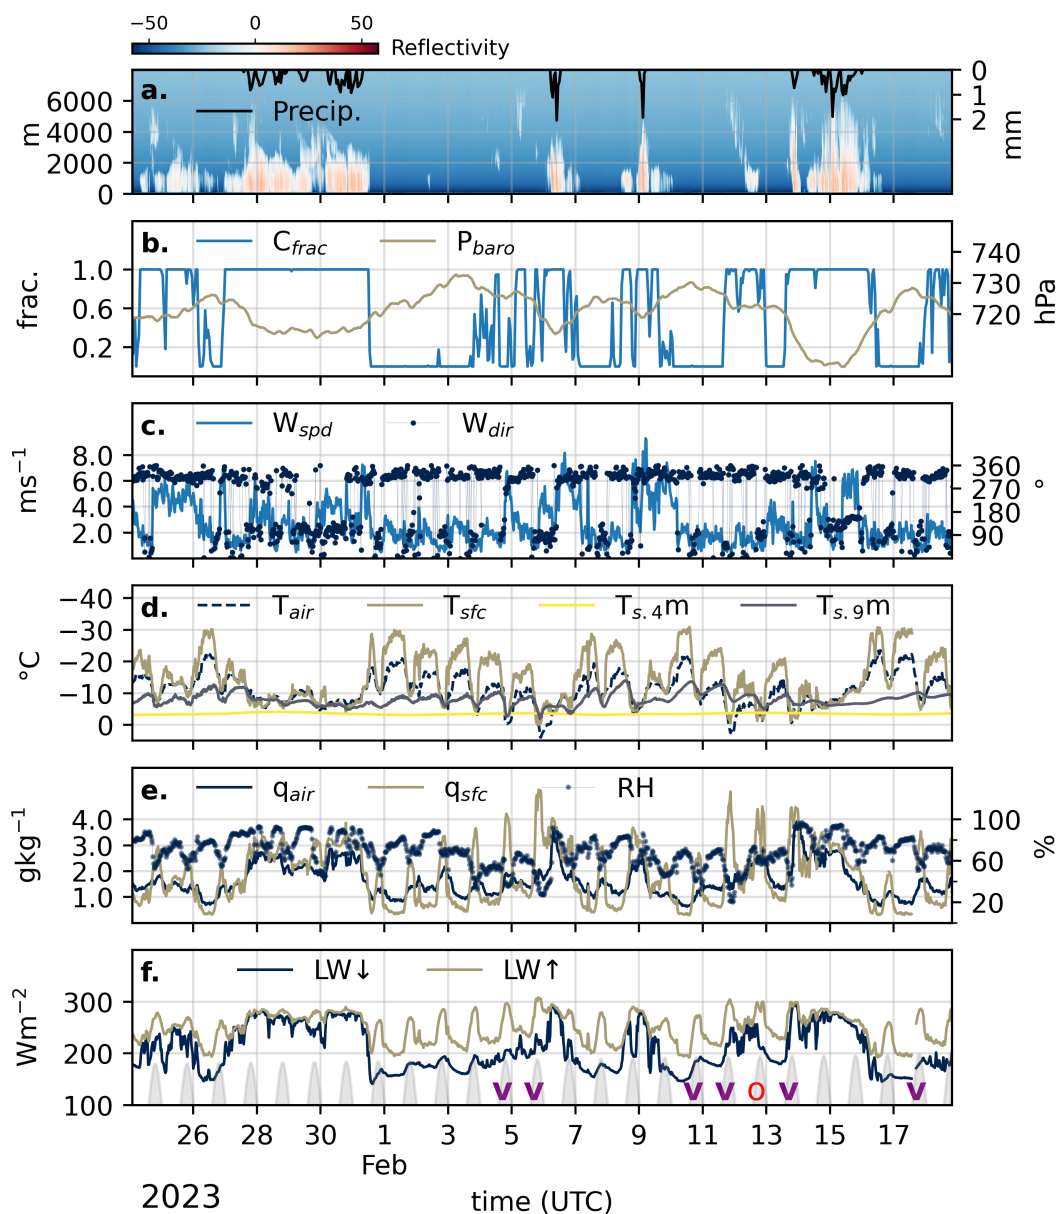 −50 0 50
Reflectivity
a.
Precip.
6000
4000
2000
0
m
0
1
2
mm
b.
C_frac P_baro
1.0
0.6
0.2
frac.
740
730
720
hPa
c.
W_spd W_dir
8.0
6.0
4.0
2.0
ms⁻¹
360
270
180
90
°
d.
T_air T_sfc T_s.4m T_s.9m
−40
−30
−20
−10
0
°C
e.
q_air q_sfc RH
4.0
3.0
2.0
1.0
gkg⁻¹
100
60
20
%
f.
LW↓ LW↑
300
200
100
Wm⁻²
V V V V O V V
26 28 30 1 3 5 7 9 11 13 15 17
Feb
2023
time (UTC)